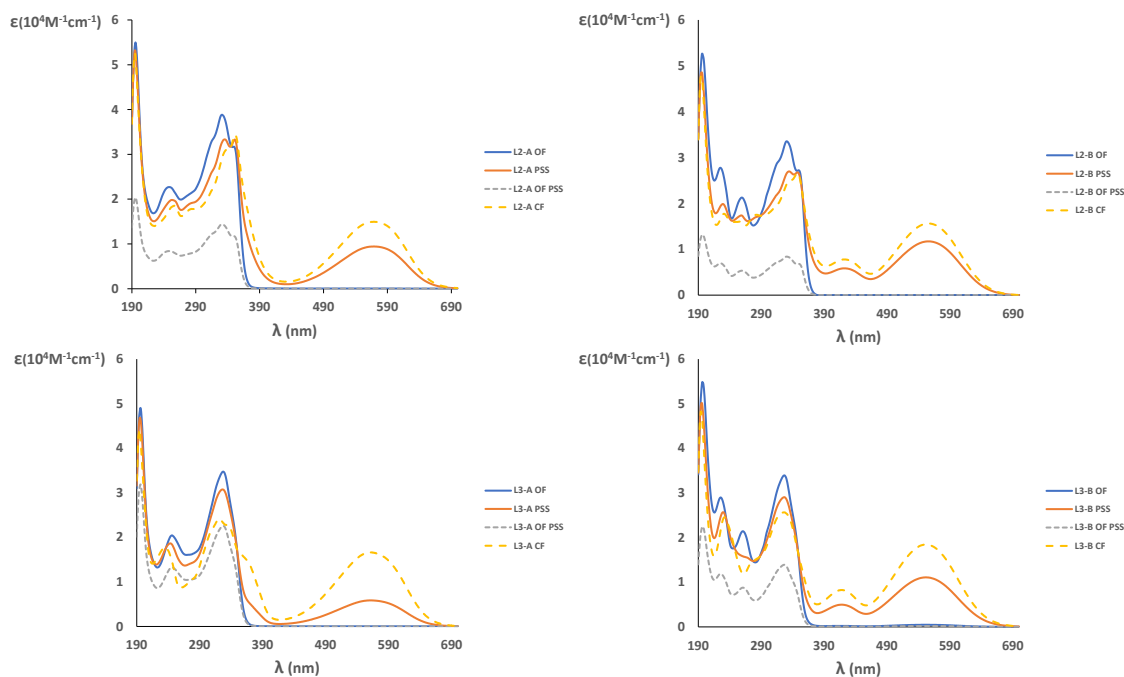 ε(10⁴M⁻¹cm⁻¹)
6
5
4
3
2
1
0
190 290 390 490 590 690
λ (nm)
L2-A OF
L2-A PSS
L2-A OF PSS
L2-A CF
ε(10⁴M⁻¹cm⁻¹)
6
5
4
3
2
1
0
190 290 390 490 590 690
λ (nm)
L2-B OF
L2-B PSS
L2-B OF PSS
L2-B CF
ε(10⁴M⁻¹cm⁻¹)
6
5
4
3
2
1
0
190 290 390 490 590 690
λ (nm)
L3-A OF
L3-A PSS
L3-A OF PSS
L3-A CF
ε(10⁴M⁻¹cm⁻¹)
6
5
4
3
2
1
0
190 290 390 490 590 690
λ (nm)
L3-B OF
L3-B PSS
L3-B OF PSS
L3-B CF